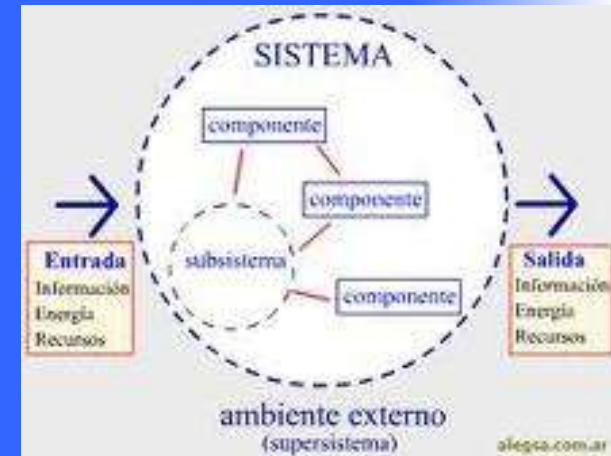 SISTEMA
componente
componente
subsistema
componente
Entrada
Información
Energía
Recursos
Salida
Información
Energía
Recursos
ambiente externo
(supersistema)
alegsa.com.ar